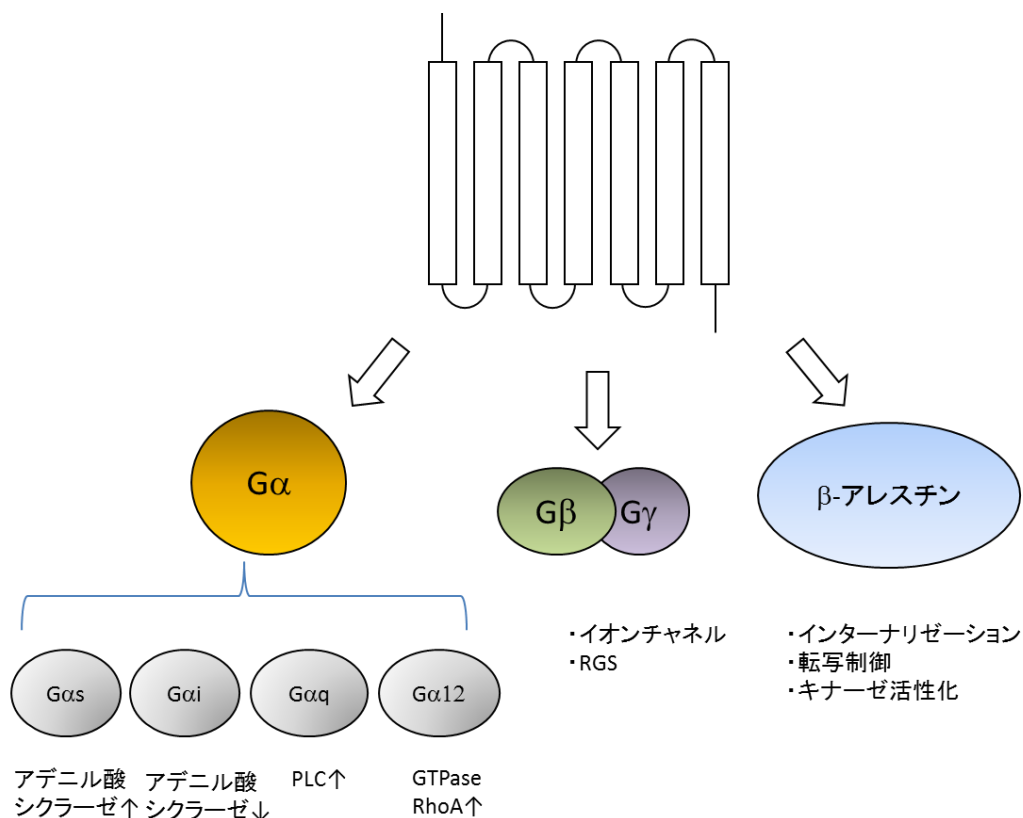 Gα
Gβ
Gγ
β-アレスチン
・イオンチャネル
・RGS
・インターナリゼーション
・転写制御
・キナーゼ活性化
Gαs
Gαi
Gαq
Gα12
アデニル酸
シクラーゼ↑
アデニル酸
シクラーゼ↓
PLC↑
GTPase
RhoA↑